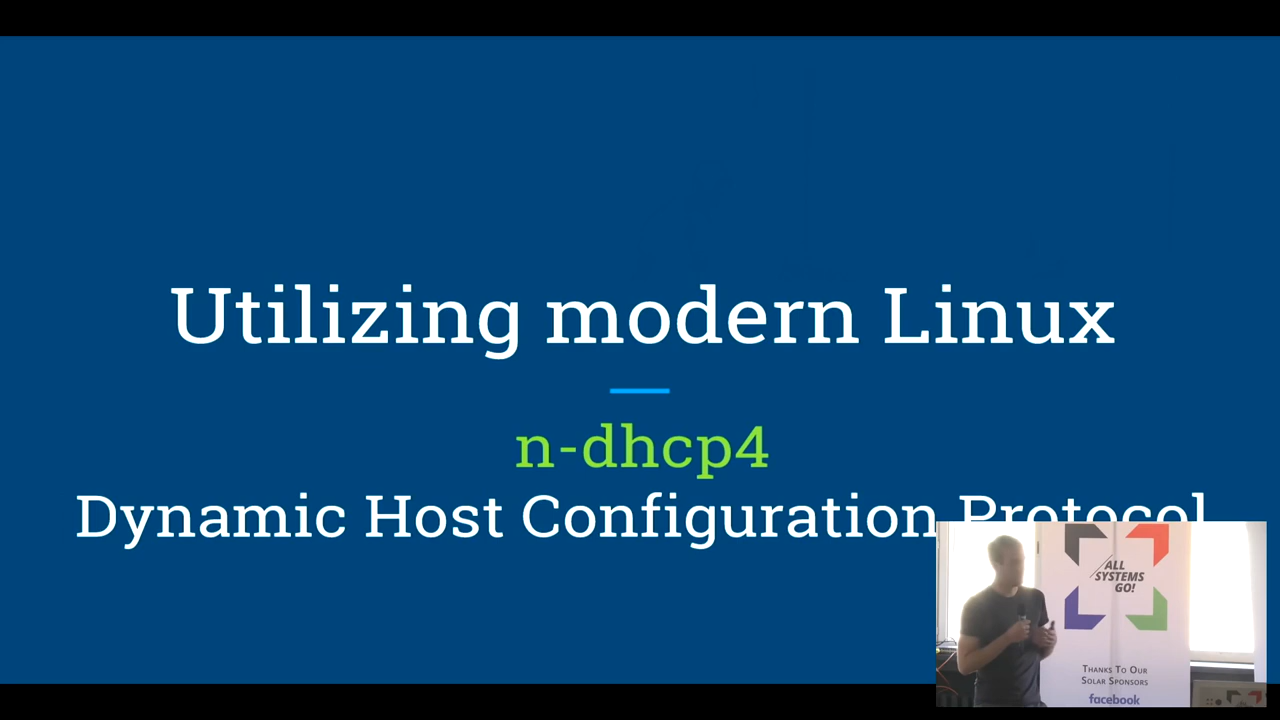 Utilizing modern Linux
n-dhcp4
Dynamic Host Configuration Protocol
ALL
SYSTEMS
GO!
THANKS TO OUR
SOLAR SPONSORS
facebook